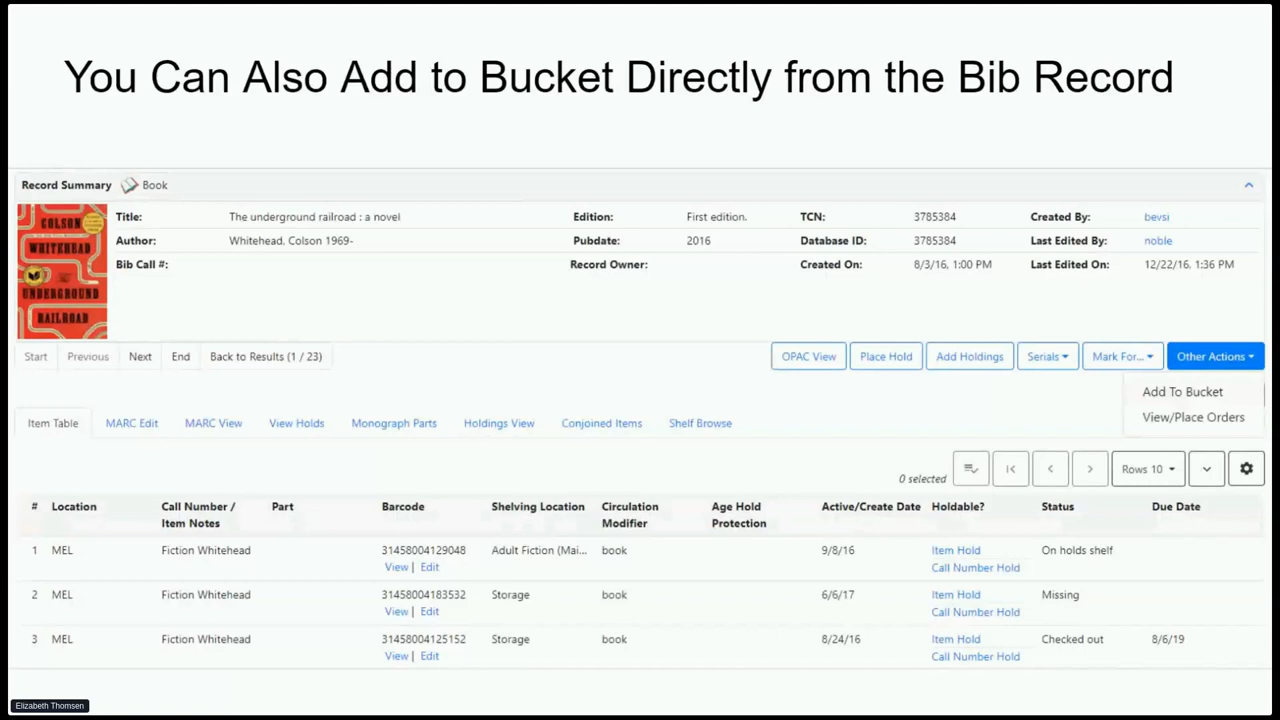 You Can Also Add to Bucket Directly from the Bib Record
Record Summary Book
COLSON
WHITEHEAD
UNDERGROUND
RAILROAD
Title: The underground railroad : a novel Edition: First edition. TCN: 3785384 Created By: bevsi
Author: Whitehead, Colson 1969- Pubdate: 2016 Database ID: 3785384 Last Edited By: noble
Bib Call #: Record Owner: Created On: 8/3/16, 1:00 PM Last Edited On: 12/22/16, 1:36 PM
Start Previous Next End Back to Results (1 / 23) OPAC View Place Hold Add Holdings Serials Mark For... Other Actions
Add To Bucket
View/Place Orders
Item Table MARC Edit MARC View View Holds Monograph Parts Holdings View Conjoined Items Shelf Browse
0 selected Rows 10
# Location Call Number / Item Notes Part Barcode Shelving Location Circulation Modifier Age Hold Protection Active/Create Date Holdable? Status Due Date
1 MEL Fiction Whitehead 31458004129048 Adult Fiction (Mai... book 9/8/16 Item Hold On holds shelf
View | Edit Call Number Hold
2 MEL Fiction Whitehead 31458004183532 Storage book 6/6/17 Item Hold Missing
View | Edit Call Number Hold
3 MEL Fiction Whitehead 31458004125152 Storage book 8/24/16 Item Hold Checked out 8/6/19
View | Edit Call Number Hold
Elizabeth Thomsen